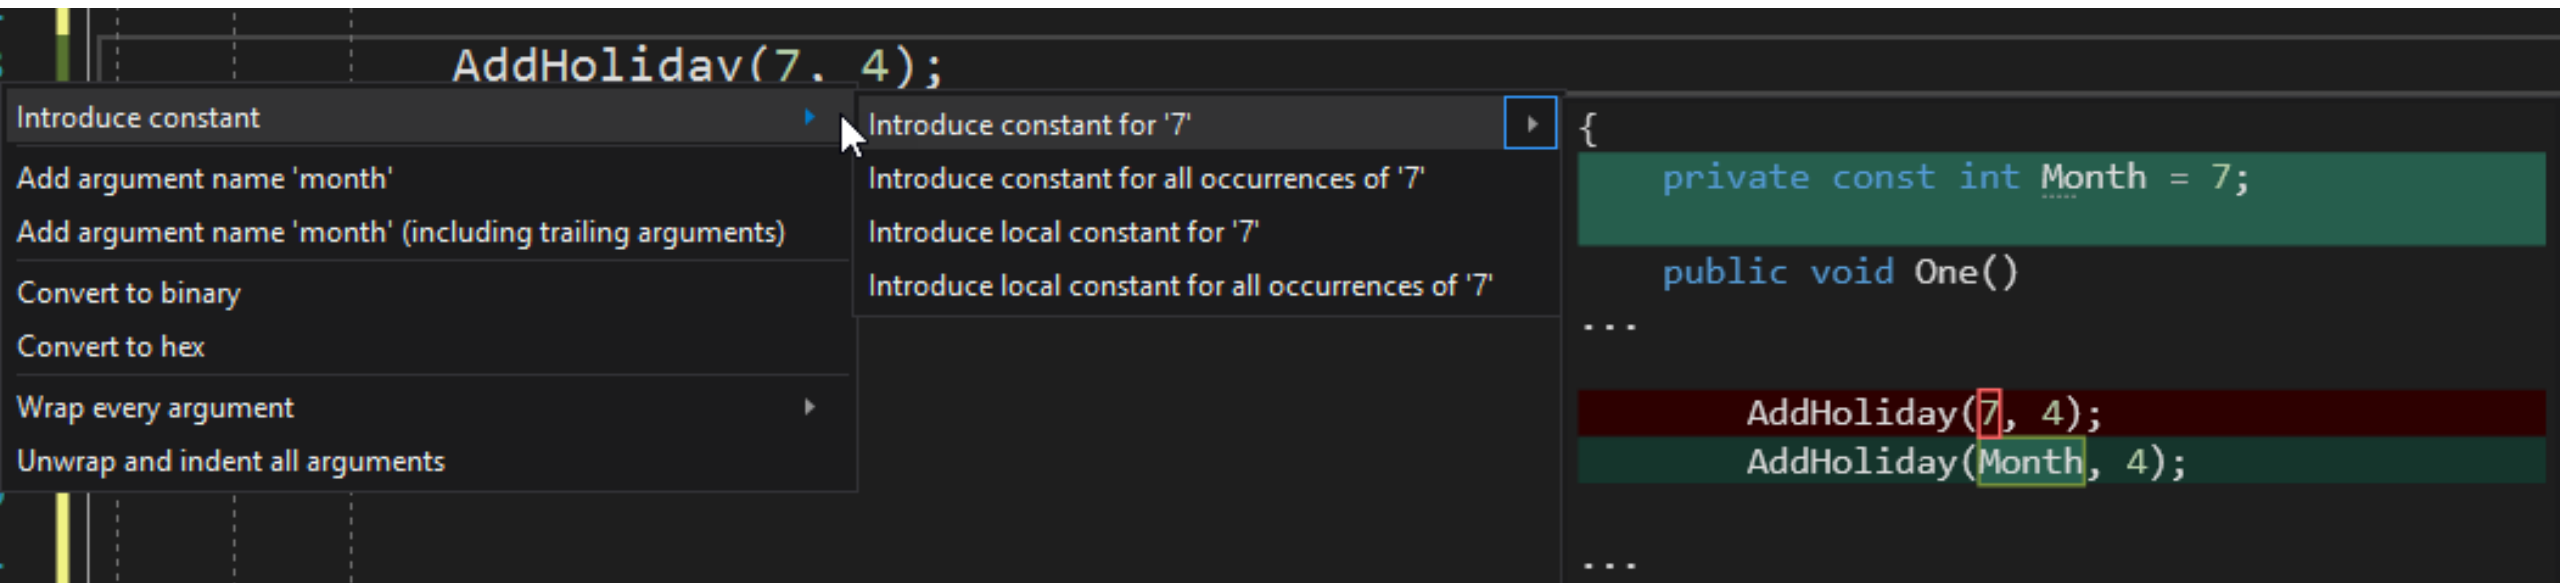 AddHoliday(7, 4);
Introduce constant
Add argument name 'month'
Add argument name 'month' (including trailing arguments)
Convert to binary
Convert to hex
Wrap every argument
Unwrap and indent all arguments
Introduce constant for '7'
Introduce constant for all occurrences of '7'
Introduce local constant for '7'
Introduce local constant for all occurrences of '7'
{
private const int Month = 7;
public void One()
...
AddHoliday(7, 4);
AddHoliday(Month, 4);
...